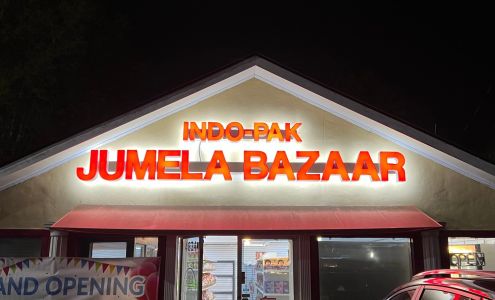 INDO-PAK
JUMELA BAZAAR
AND OPENING